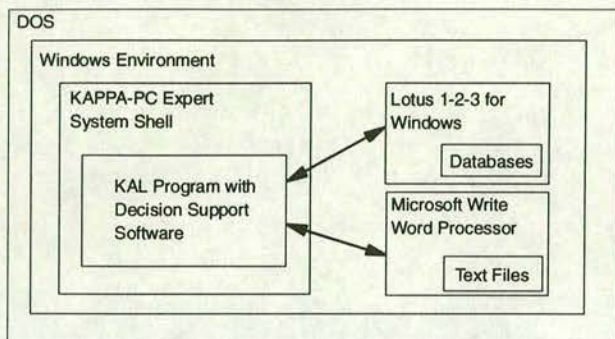 DOS
Windows Environment
KAPPA-PC Expert
System Shell
KAL Program with
Decision Support
Software
Lotus 1-2-3 for
Windows
Databases
Microsoft Write
Word Processor
Text Files